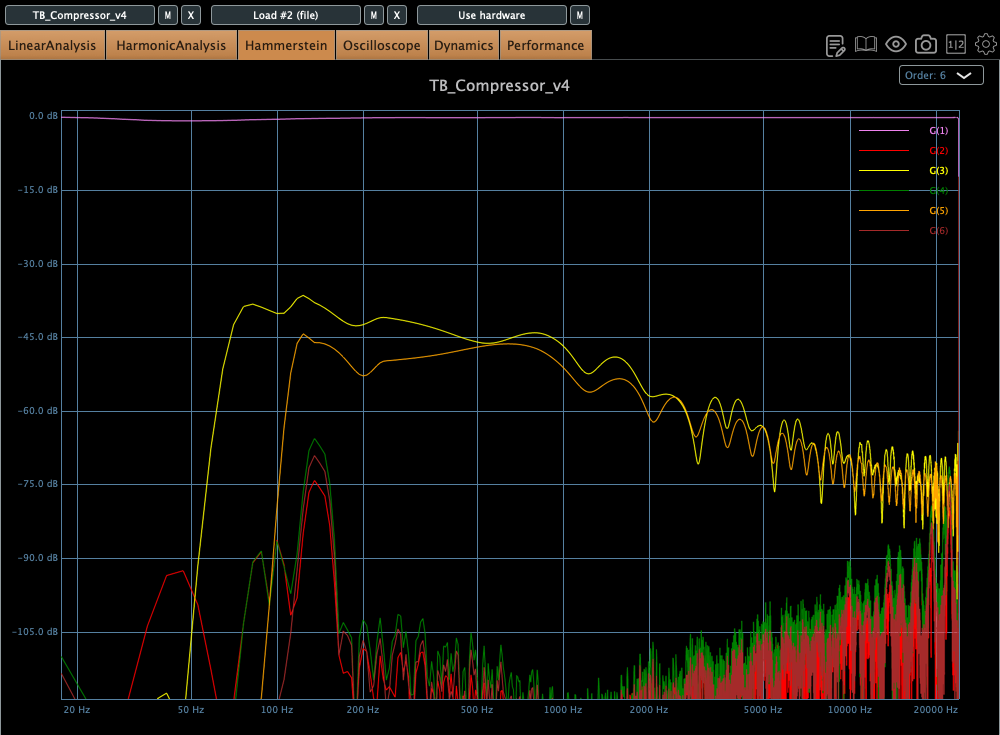 TB_Compressor_v4 M X Load #2 (file) M X Use hardware M
LinearAnalysis HarmonicAnalysis Hammerstein Oscilloscope Dynamics Performance 1|2
TB_Compressor_v4
Order: 6
0.0 dB
G(1)
G(2)
G(3)
-15.0 dB
G(4)
G(5)
G(6)
-30.0 dB
-45.0 dB
-60.0 dB
-75.0 dB
-90.0 dB
-105.0 dB
20 Hz 50 Hz 100 Hz 200 Hz 500 Hz 1000 Hz 2000 Hz 5000 Hz 10000 Hz 20000 Hz